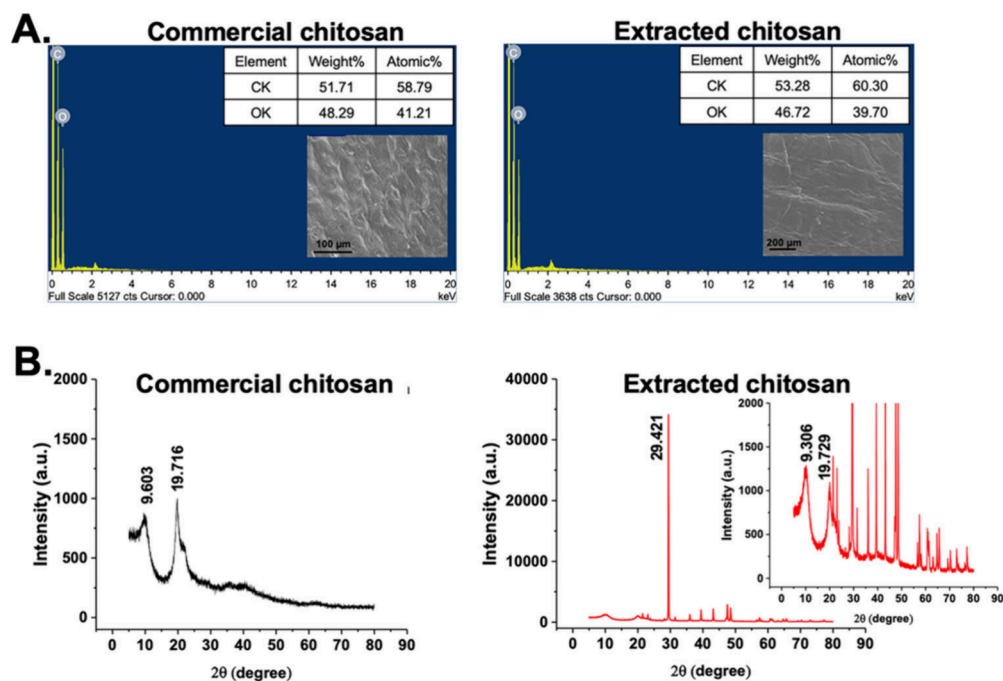 A.
Commercial chitosan
C
O
Element Weight% Atomic%
CK 51.71 58.79
OK 48.29 41.21
100 µm
0 2 4 6 8 10 12 14 16 18 20
Full Scale 5127 cts Cursor: 0.000 keV
Extracted chitosan
C
O
Element Weight% Atomic%
CK 53.28 60.30
OK 46.72 39.70
200 µm
0 2 4 6 8 10 12 14 16 18 20
Full Scale 3638 cts Cursor: 0.000 keV
B.
Commercial chitosan
2000
1500
1000
500
0
Intensity (a.u.)
9.603
19.716
0 10 20 30 40 50 60 70 80 90
2θ (degree)
Extracted chitosan
40000
30000
20000
10000
0
Intensity (a.u.)
29.421
0 10 20 30 40 50 60 70 80 90
2θ (degree)
2000
1500
1000
500
0
Intensity (a.u.)
9.306
19.729
0 10 20 30 40 50 60 70 80 90
2θ (degree)